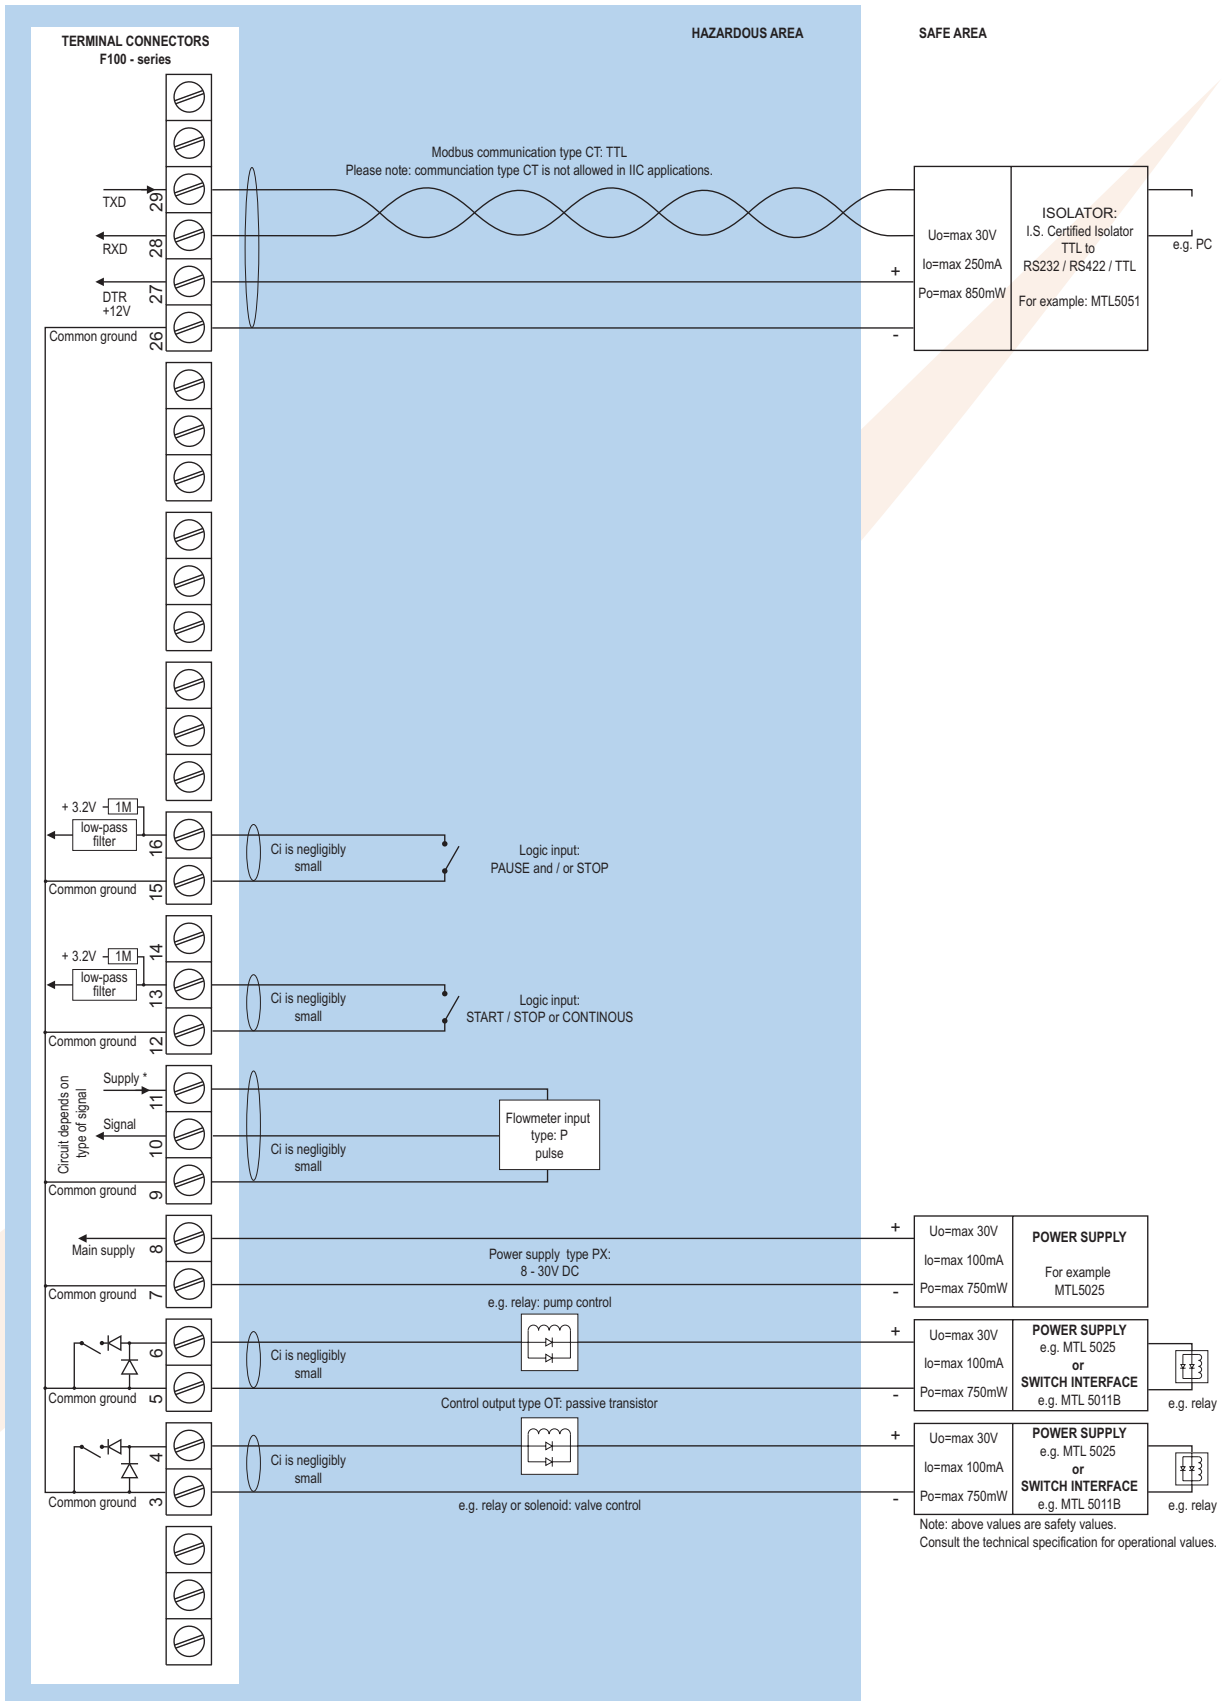 HAZARDOUS AREA
SAFE AREA
TERMINAL CONNECTORS
F100 - series
Modbus communication type CT: TTL
Please note: communciation type CT is not allowed in IIC applications.
TXD
29
RXD
28
DTR
+12V
27
Common ground
26
+
-
Uo=max 30V
Io=max 250mA
Po=max 850mW
ISOLATOR:
I.S. Certified Isolator
TTL to
RS232 / RS422 / TTL
For example: MTL5051
e.g. PC
+ 3.2V
1M
low-pass
filter
16
Common ground
15
Ci is negligibly
small
Logic input:
PAUSE and / or STOP
14
+ 3.2V
1M
low-pass
filter
13
Common ground
12
Ci is negligibly
small
Logic input:
START / STOP or CONTINOUS
Circuit depends on
type of signal
Supply *
11
Signal
10
Common ground
9
Ci is negligibly
small
Flowmeter input
type: P
pulse
Main supply
8
Common ground
7
Power supply type PX:
8 - 30V DC
+
-
Uo=max 30V
Io=max 100mA
Po=max 750mW
POWER SUPPLY
For example
MTL5025
e.g. relay: pump control
6
Common ground
5
Ci is negligibly
small
+
-
Uo=max 30V
Io=max 100mA
Po=max 750mW
POWER SUPPLY
e.g. MTL 5025
or
SWITCH INTERFACE
e.g. MTL 5011B
e.g. relay
Control output type OT: passive transistor
4
Common ground
3
Ci is negligibly
small
e.g. relay or solenoid: valve control
+
-
Uo=max 30V
Io=max 100mA
Po=max 750mW
POWER SUPPLY
e.g. MTL 5025
or
SWITCH INTERFACE
e.g. MTL 5011B
e.g. relay
Note: above values are safety values.
Consult the technical specification for operational values.